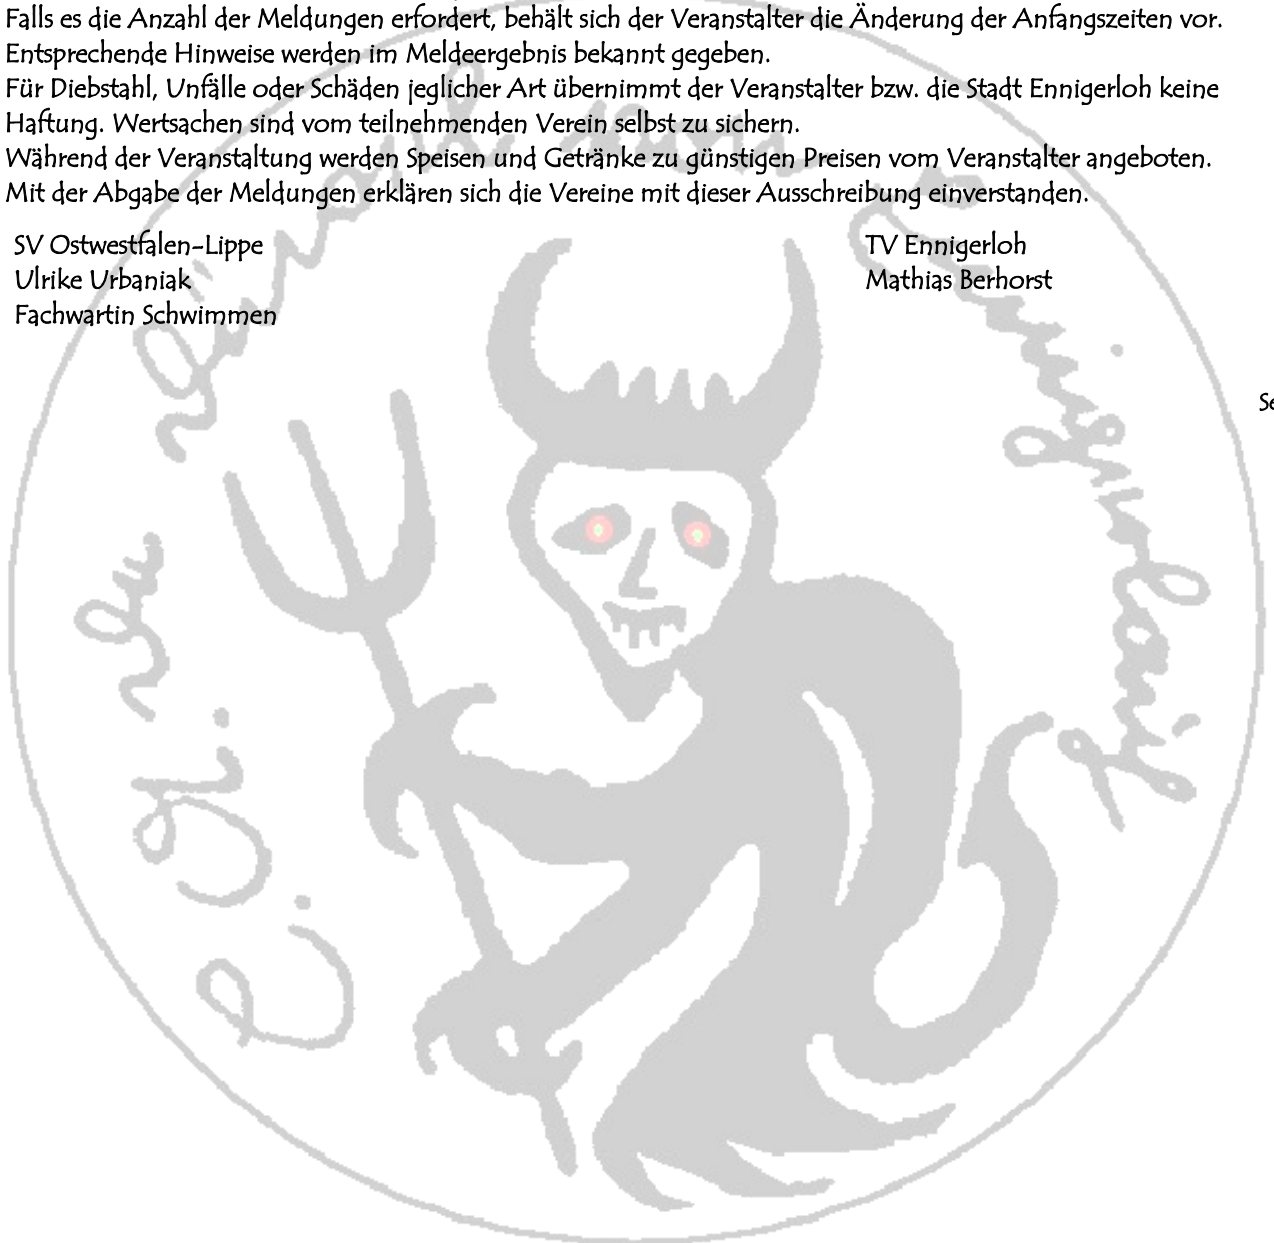 Falls es die Anzahl der Meldungen erfordert, behält sich der Veranstalter die Änderung der Anfangszeiten vor.
Entsprechende Hinweise werden im Meldeergebnis bekannt gegeben.
Für Diebstahl, Unfälle oder Schäden jeglicher Art übernimmt der Veranstalter bzw. die Stadt Ennigerloh keine
Haftung. Wertsachen sind vom teilnehmenden Verein selbst zu sichern.
Während der Veranstaltung werden Speisen und Getränke zu günstigen Preisen vom Veranstalter angeboten.
Mit der Abgabe der Meldungen erklären sich die Vereine mit dieser Ausschreibung einverstanden.
SV Ostwestfalen-Lippe
TV Ennigerloh
Ulrike Urbaniak
Mathias Berhorst
Fachwartin Schwimmen
Se